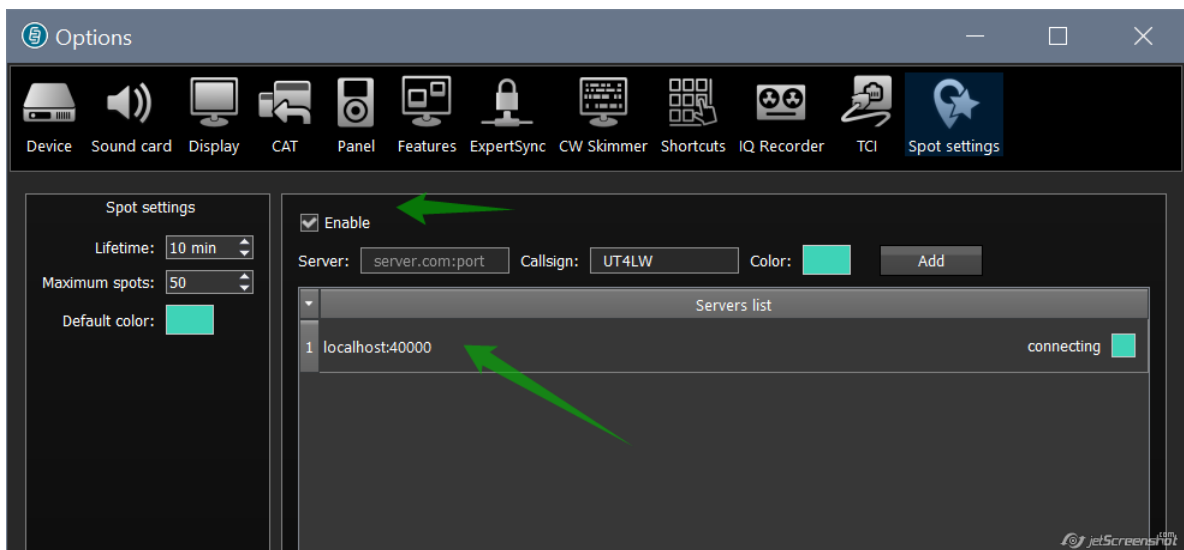 Options
Device Sound card Display CAT Panel Features ExpertSync CW Skimmer Shortcuts IQ Recorder TCI Spot settings
Spot settings
Lifetime: 10 min
Maximum spots: 50
Default color:
Enable
Server: server.com:port Callsign: UT4LW Color: Add
Servers list
1 localhost:40000 connecting
jetScreenshot.com